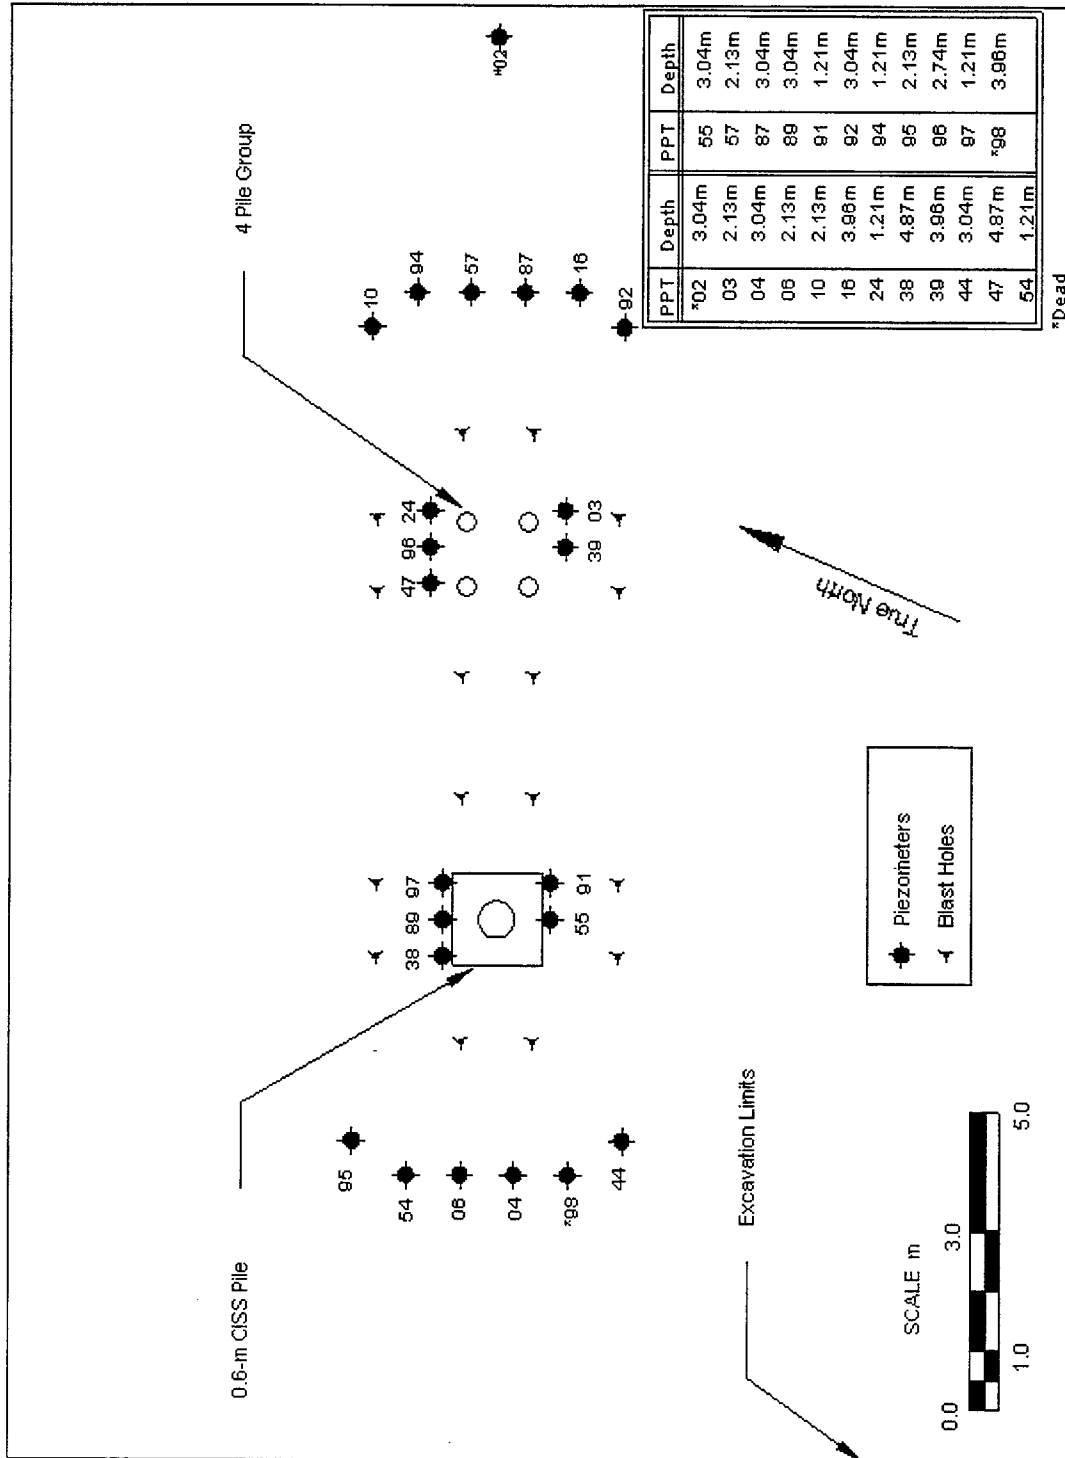 *02
4 Pile Group
10
94
57
87
16
92
24
96
47
03
39
True North
97
89
38
91
55
95
54
06
04
*98
44
0.6-m CISS Pile
Excavation Limits
Piezometers
Blast Holes
SCALE m
0.0 1.0 3.0 5.0
PPT Depth PPT Depth
*02 3.04m 55 3.04m
03 2.13m 57 2.13m
04 3.04m 87 3.04m
06 2.13m 89 3.04m
10 2.13m 91 1.21m
16 3.96m 92 3.04m
24 1.21m 94 1.21m
38 4.87m 95 2.13m
39 3.96m 96 2.74m
44 3.04m 97 1.21m
47 4.87m *98 3.96m
54 1.21m
*Dead